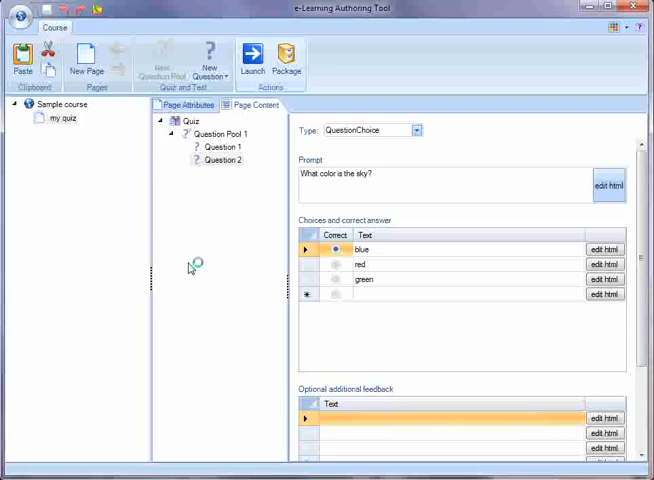 e-Learning Authoring Tool
Course
Paste
New Page
New Question Pool
New Question
Launch
Package
Clipboard
Pages
Quiz and Test
Actions
Sample course
my quiz
Page Attributes
Page Content
Quiz
Question Pool 1
Question 1
Question 2
Type: QuestionChoice
Prompt
What color is the sky?
edit html
Choices and correct answer
Correct Text
blue edit html
red edit html
green edit html
edit html
Optional additional feedback
Text
edit html
edit html
edit html